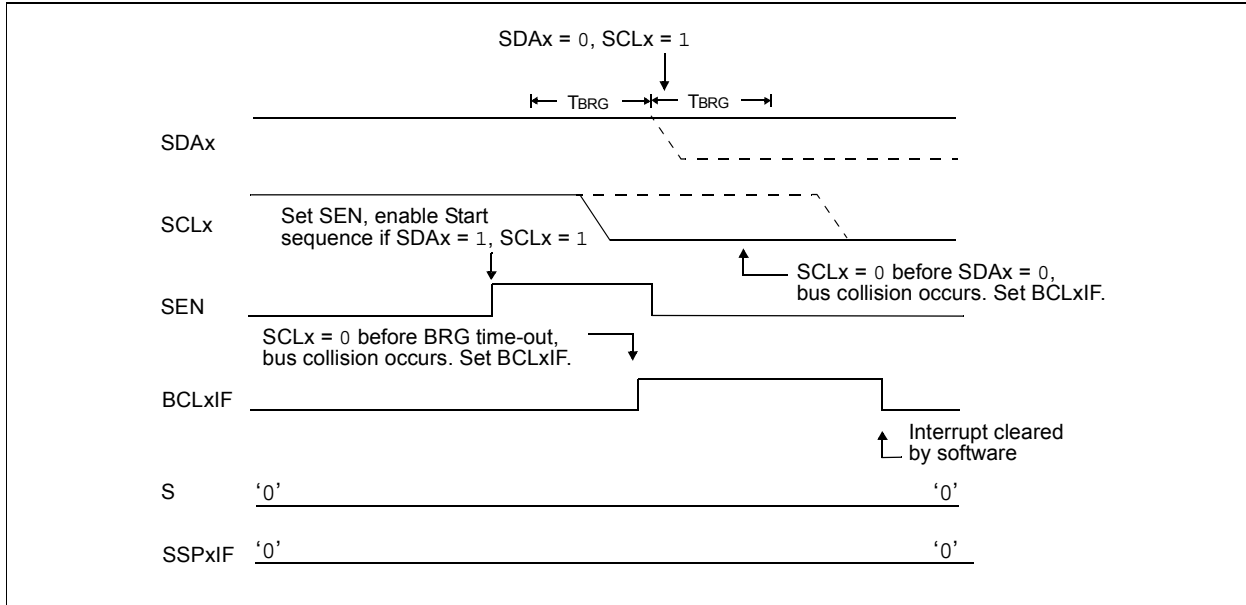 SDAx = 0, SCLx = 1
TBRG TBRG
SDAx
SCLx
Set SEN, enable Start
sequence if SDAx = 1, SCLx = 1
SCLx = 0 before SDAx = 0,
bus collision occurs. Set BCLxIF.
SEN
SCLx = 0 before BRG time-out,
bus collision occurs. Set BCLxIF.
BCLxIF
Interrupt cleared
by software
S
‘0’ ‘0’
SSPxIF
‘0’ ‘0’